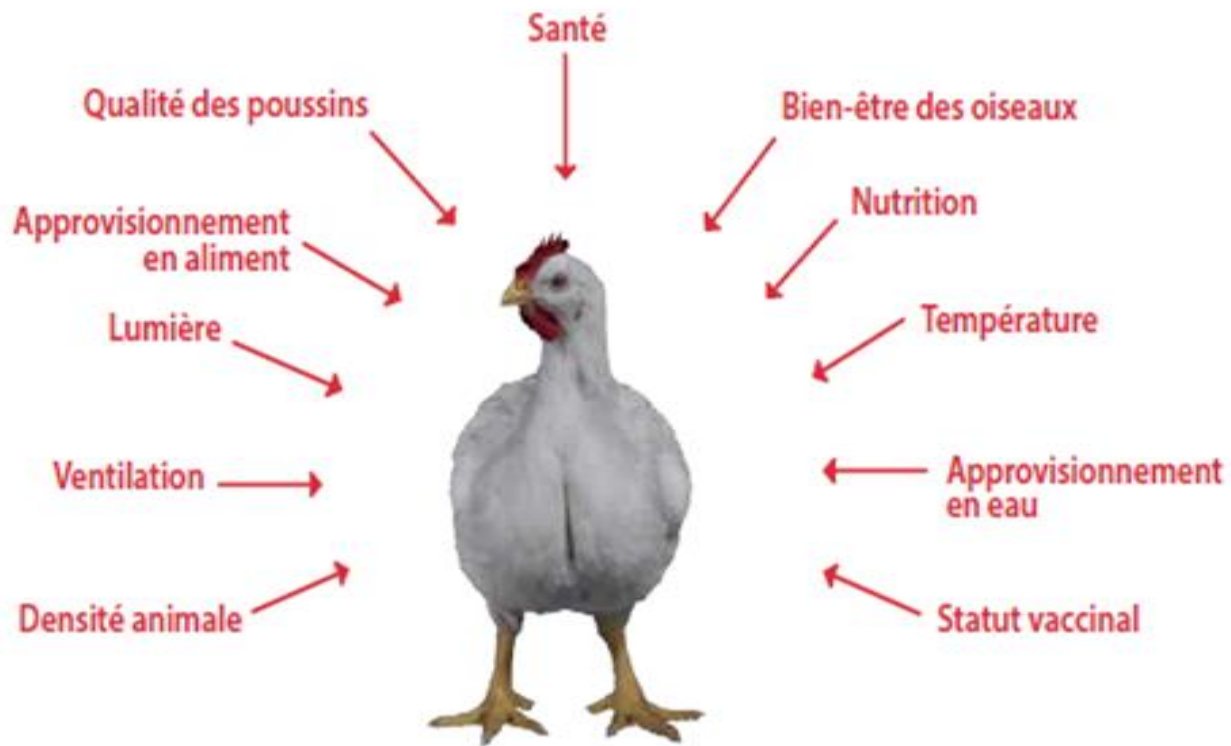 Santé
Qualité des poussins
Bien-être des oiseaux
Nutrition
Approvisionnement
en aliment
Lumière
Température
Ventilation
Approvisionnement
en eau
Densité animale
Statut vaccinal